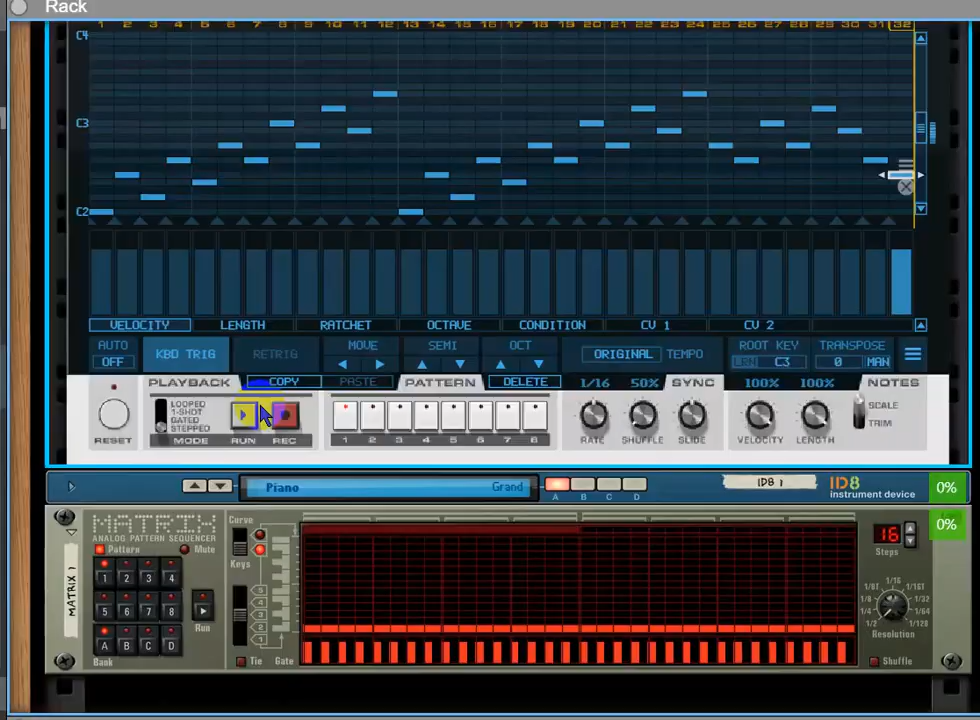 Rack
1 2 3 4 5 6 7 8 9 10 11 12 13 14 15 16 17 18 19 20 21 22 23 24 25 26 27 28 29 30 31 32
C4
C3
C2
VELOCITY LENGTH RATCHET OCTAVE CONDITION CV 1 CV 2
AUTO OFF KBD TRIG RETRIG MOVE SEMI OCT ORIGINAL TEMPO ROOT KEY LRN C3 TRANSPOSE 0 MAN
PLAYBACK COPY PASTE PATTERN DELETE 1/16 50% SYNC 100% 100% NOTES
LOOPED
1-SHOT
GATED
STEPPED
SCALE
TRIM
RESET MODE RUN REC 1 2 3 4 5 6 7 8 RATE SHUFFLE SLIDE VELOCITY LENGTH
Piano Grand A B C D ID8 1 ID8 instrument device 0%
MATRIX
ANALOG PATTERN SEQUENCER
Pattern Mute
1 2 3 4
5 6 7 8
A B C D
Bank
Run
MATRIX 1
Curve
Keys
5
4
3
2
1
Tie Gate
16
Steps
0%
1/16
1/8T 1/16T
1/8 1/32
1/4 1/64
1/2 1/128
Resolution
Shuffle